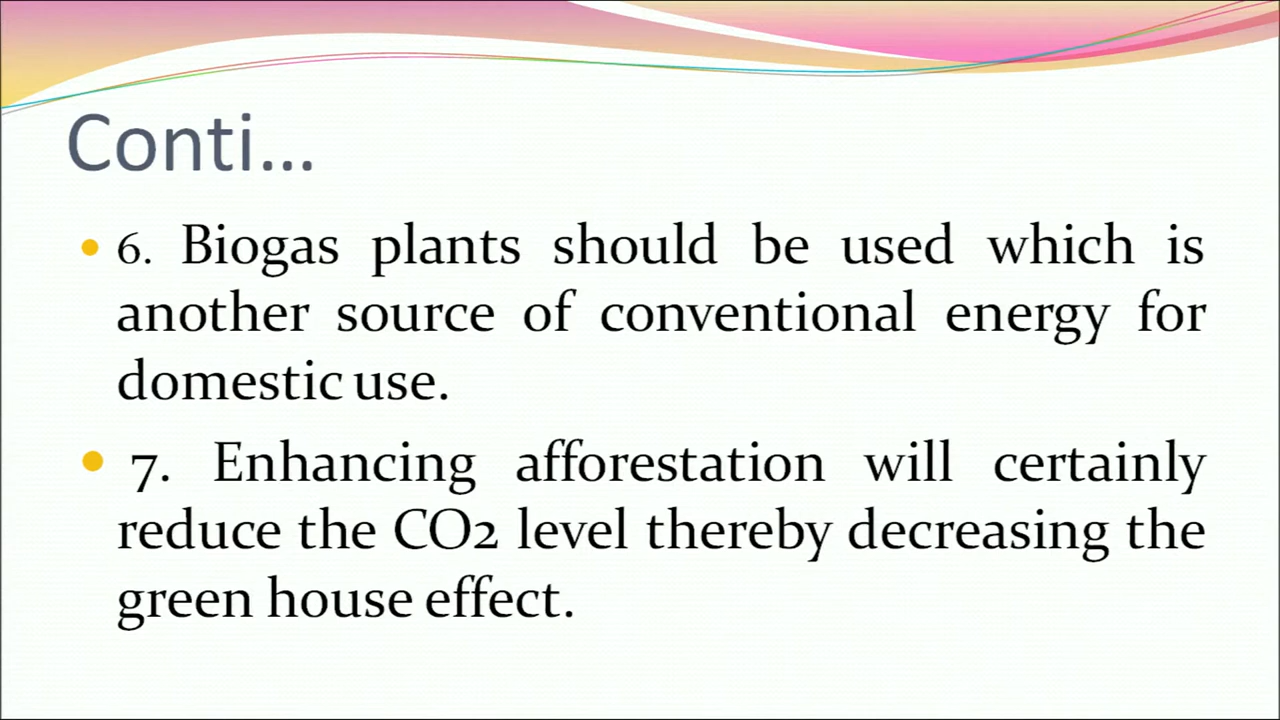 Conti...
• 6. Biogas plants should be used which is
another source of conventional energy for
domestic use.
• 7. Enhancing afforestation will certainly
reduce the CO2 level thereby decreasing the
green house effect.